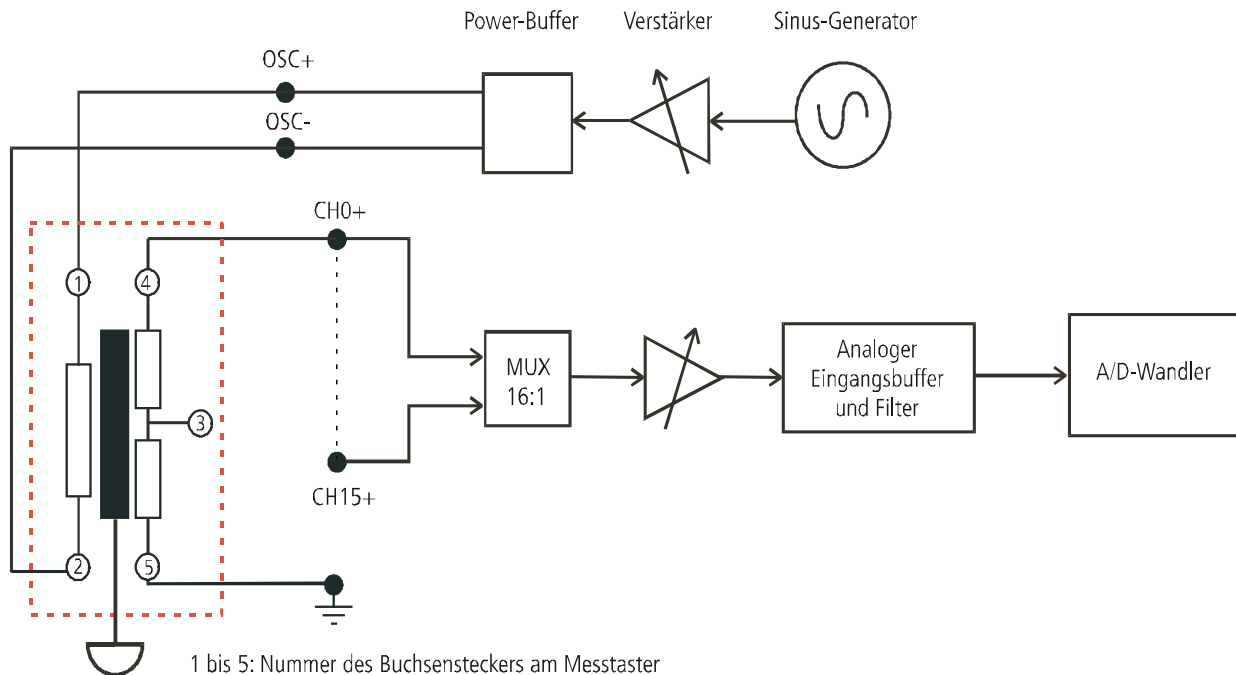 Power-Buffer
Verstärker
Sinus-Generator
OSC+
OSC-
CH0+
1
4
MUX
16:1
Analoger
Eingangsbuffer
und Filter
A/D-Wandler
3
CH15+
2
5
1 bis 5: Nummer des Buchsensteckers am Messtaster